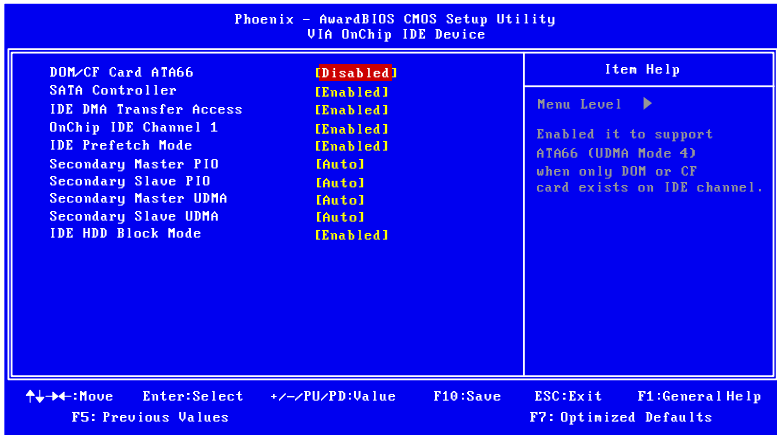 Phoenix - AwardBIOS CMOS Setup Utility
VIA OnChip IDE Device
DOM/CF Card ATA66 [Disabled]
SATA Controller [Enabled]
IDE DMA Transfer Access [Enabled]
OnChip IDE Channel 1 [Enabled]
IDE Prefetch Mode [Enabled]
Secondary Master PIO [Auto]
Secondary Slave PIO [Auto]
Secondary Master UDMA [Auto]
Secondary Slave UDMA [Auto]
IDE HDD Block Mode [Enabled]
Item Help
Menu Level ▶
Enabled it to support
ATA66 (UDMA Mode 4)
when only DOM or CF
card exists on IDE channel.
↑↓→←:Move Enter:Select +/-/PU/PD:Value F10:Save ESC:Exit F1:General Help
F5: Previous Values F7: Optimized Defaults